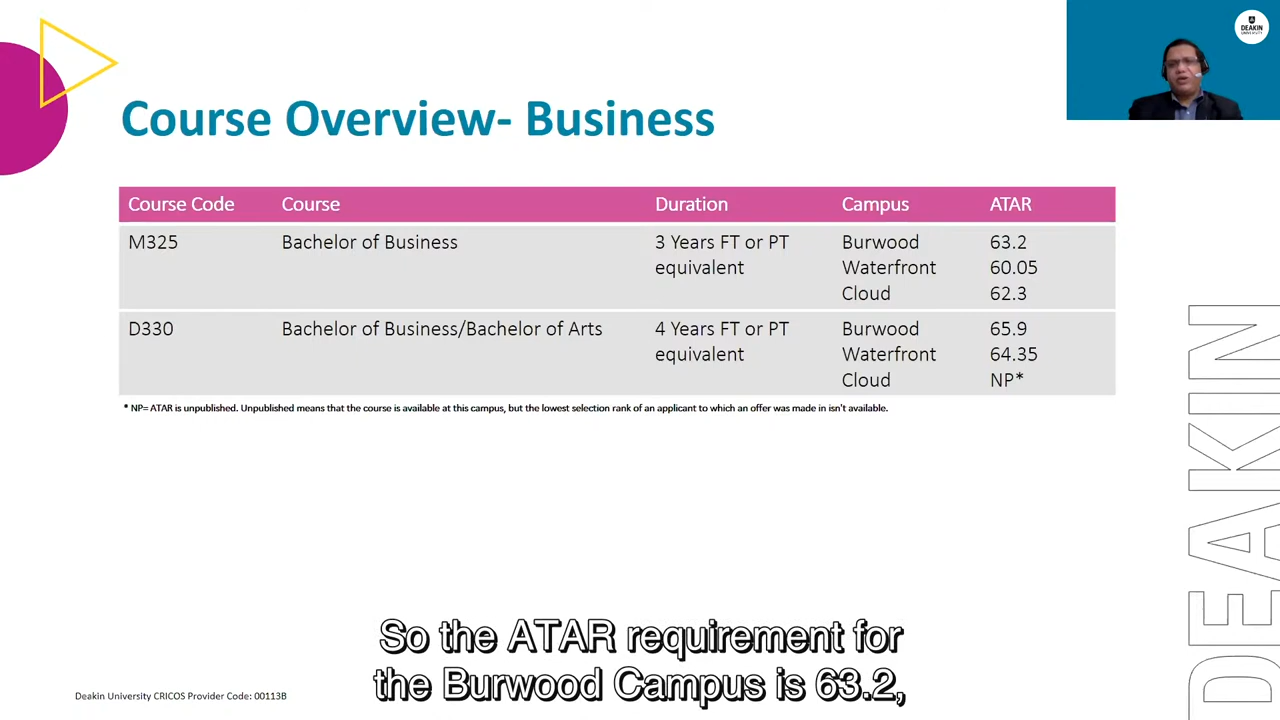 DEAKIN
UNIVERSITY
Course Overview- Business
Course Code Course Duration Campus ATAR
M325 Bachelor of Business 3 Years FT or PT Burwood 63.2
equivalent Waterfront 60.05
Cloud 62.3
D330 Bachelor of Business/Bachelor of Arts 4 Years FT or PT Burwood 65.9
equivalent Waterfront 64.35
Cloud NP*
* NP= ATAR is unpublished. Unpublished means that the course is available at this campus, but the lowest selection rank of an applicant to which an offer was made in isn't available.
DEAKIN
So the ATAR requirement for
the Burwood Campus is 63.2,
Deakin University CRICOS Provider Code: 00113B